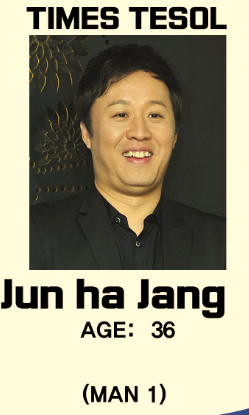 TIMES TESOL
Jun ha Jang
AGE: 36
(MAN 1)